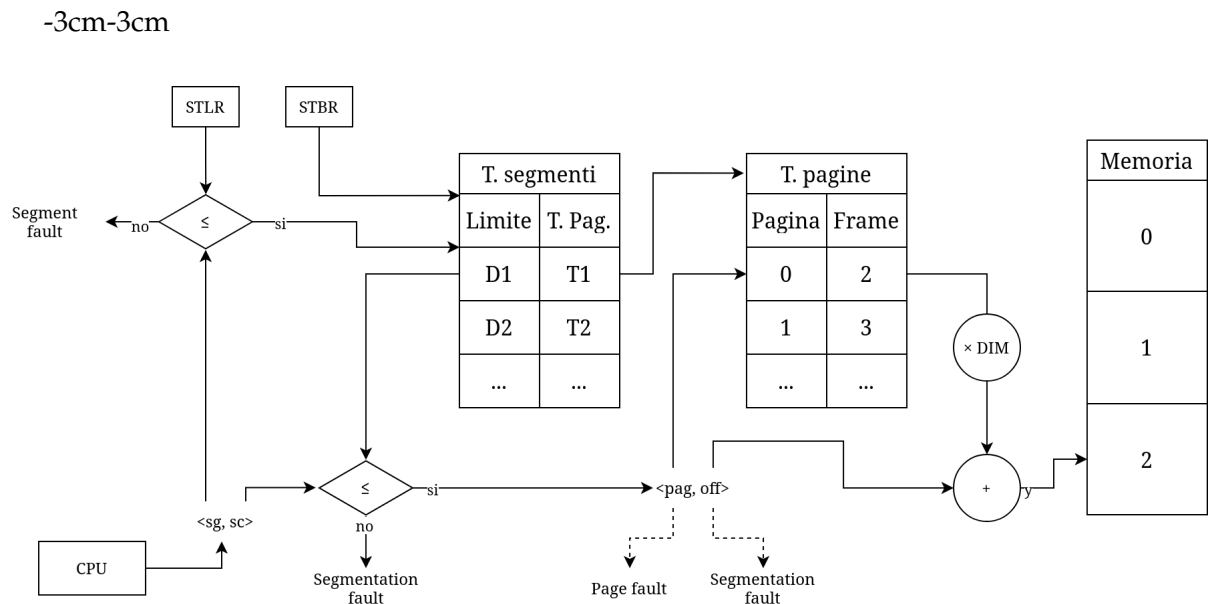 -3cm-3cm
STLR
STBR
T. segmenti
T. pagine
Memoria
Segment
fault
no
≤
si
Limite
T. Pag.
Pagina
Frame
0
D1
T1
0
2
D2
T2
1
3
× DIM
1
...
...
...
...
2
≤
si
<pag, off>
+
y
<sg, sc>
no
CPU
Segmentation
fault
Page fault
Segmentation
fault